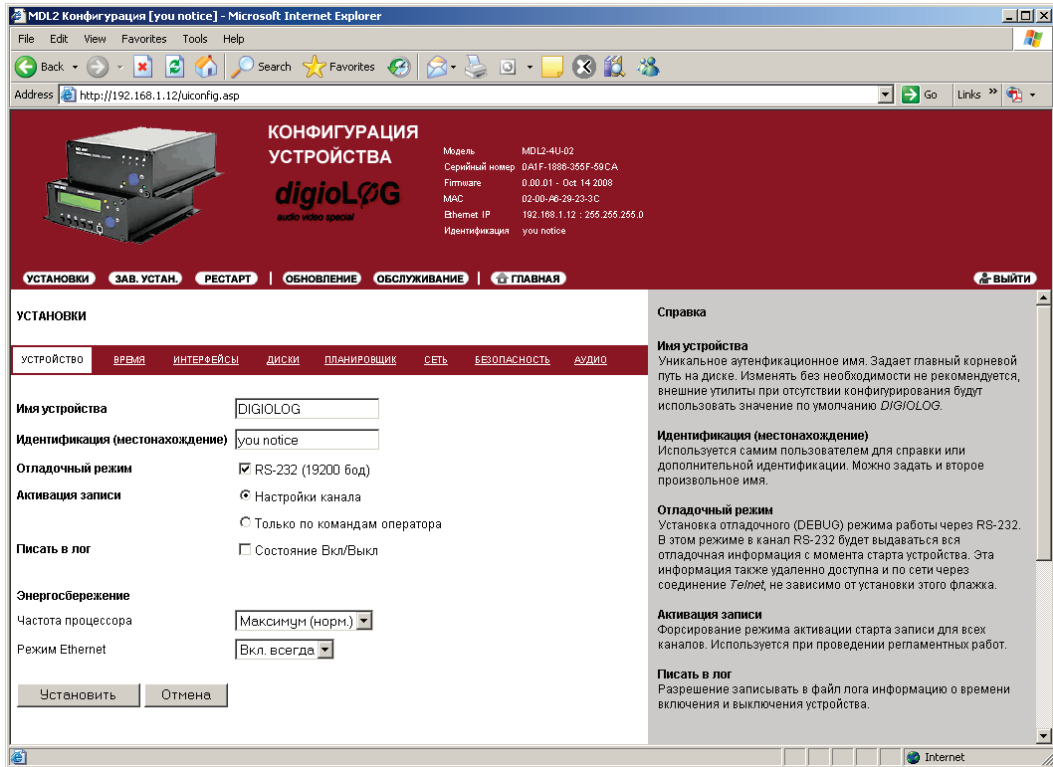 MDL2 Конфигурация [you notice] - Microsoft Internet Explorer
File Edit View Favorites Tools Help
Back Search Favorites
Address http://192.168.1.12/uiconfig.asp Go Links »
КОНФИГУРАЦИЯ
УСТРОЙСТВА
digioLØG
audio video special
Модель MDL2-4U-02
Серийный номер 0A1F-1886-355F-59CA
Firmware 0.00.01 - Oct 14 2008
MAC 02-00-A6-29-23-3C
Ethernet IP 192.168.1.12 : 255.255.255.0
Идентификация you notice
УСТАНОВКИ ЗАВ. УСТАН. РЕСТАРТ | ОБНОВЛЕНИЕ ОБСЛУЖИВАНИЕ | ГЛАВНАЯ ВЫЙТИ
УСТАНОВКИ
УСТРОЙСТВО ВРЕМЯ ИНТЕРФЕЙСЫ ДИСКИ ПЛАНИРОВЩИК СЕТЬ БЕЗОПАСНОСТЬ АУДИО
Имя устройства DIGIOLOG
Идентификация (местонахождение) you notice
Отладочный режим RS-232 (19200 бод)
Активация записи Настройки канала
Только по командам оператора
Писать в лог Состояние Вкл/Выкл
Энергосбережение
Частота процессора Максимум (норм.)
Режим Ethernet Вкл. всегда
Установить Отмена
Справка
Имя устройства
Уникальное аутенфикационное имя. Задает главный корневой
путь на диске. Изменять без необходимости не рекомендуется,
внешние утилиты при отсутствии конфигурирования будут
использовать значение по умолчанию DIGIOLOG.
Идентификация (местонахождение)
Используется самим пользователем для справки или
дополнительной идентификации. Можно задать и второе
произвольное имя.
Отладочный режим
Установка отладочного (DEBUG) режима работы через RS-232.
В этом режиме в канал RS-232 будет выдаваться вся
отладочная информация с момента старта устройства. Эта
информация также удаленно доступна и по сети через
соединение Telnet, не зависимо от установки этого флажка.
Активация записи
Форсирование режима активации старта записи для всех
каналов. Используется при проведении регламентных работ.
Писать в лог
Разрешение записывать в файл лога информацию о времени
включения и выключения устройства.
Internet